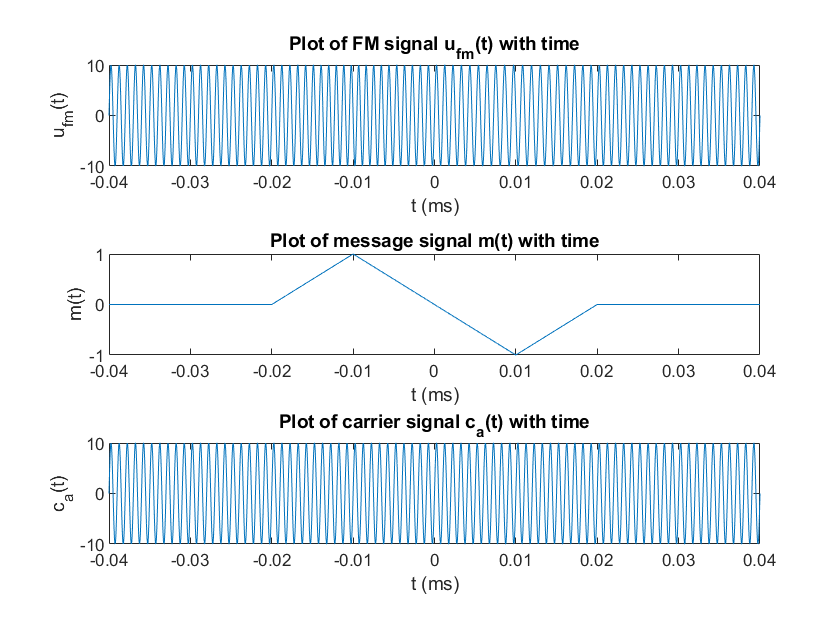 Plot of FM signal u_fm(t) with time
u_fm(t)
10
0
-10
-0.04 -0.03 -0.02 -0.01 0 0.01 0.02 0.03 0.04
t (ms)
Plot of message signal m(t) with time
m(t)
1
0
-1
-0.04 -0.03 -0.02 -0.01 0 0.01 0.02 0.03 0.04
t (ms)
Plot of carrier signal c_a(t) with time
c_a(t)
10
0
-10
-0.04 -0.03 -0.02 -0.01 0 0.01 0.02 0.03 0.04
t (ms)